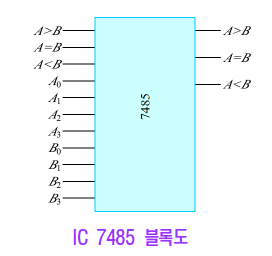 A>B
A=B
A<B
A₀
A₁
A₂
A₃
B₀
B₁
B₂
B₃
7485
A>B
A=B
A<B
IC 7485 블록도